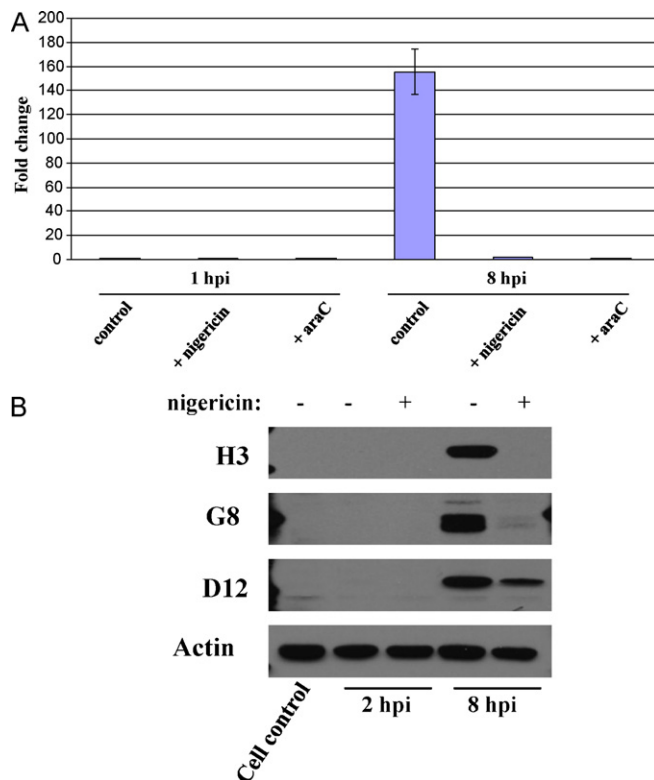 A
Fold change
200
180
160
140
120
100
80
60
40
20
0
1 hpi
8 hpi
control
+ nigericin
+ araC
control
+ nigericin
+ araC
B
nigericin: - - + - +
H3
G8
D12
Actin
Cell control
2 hpi
8 hpi